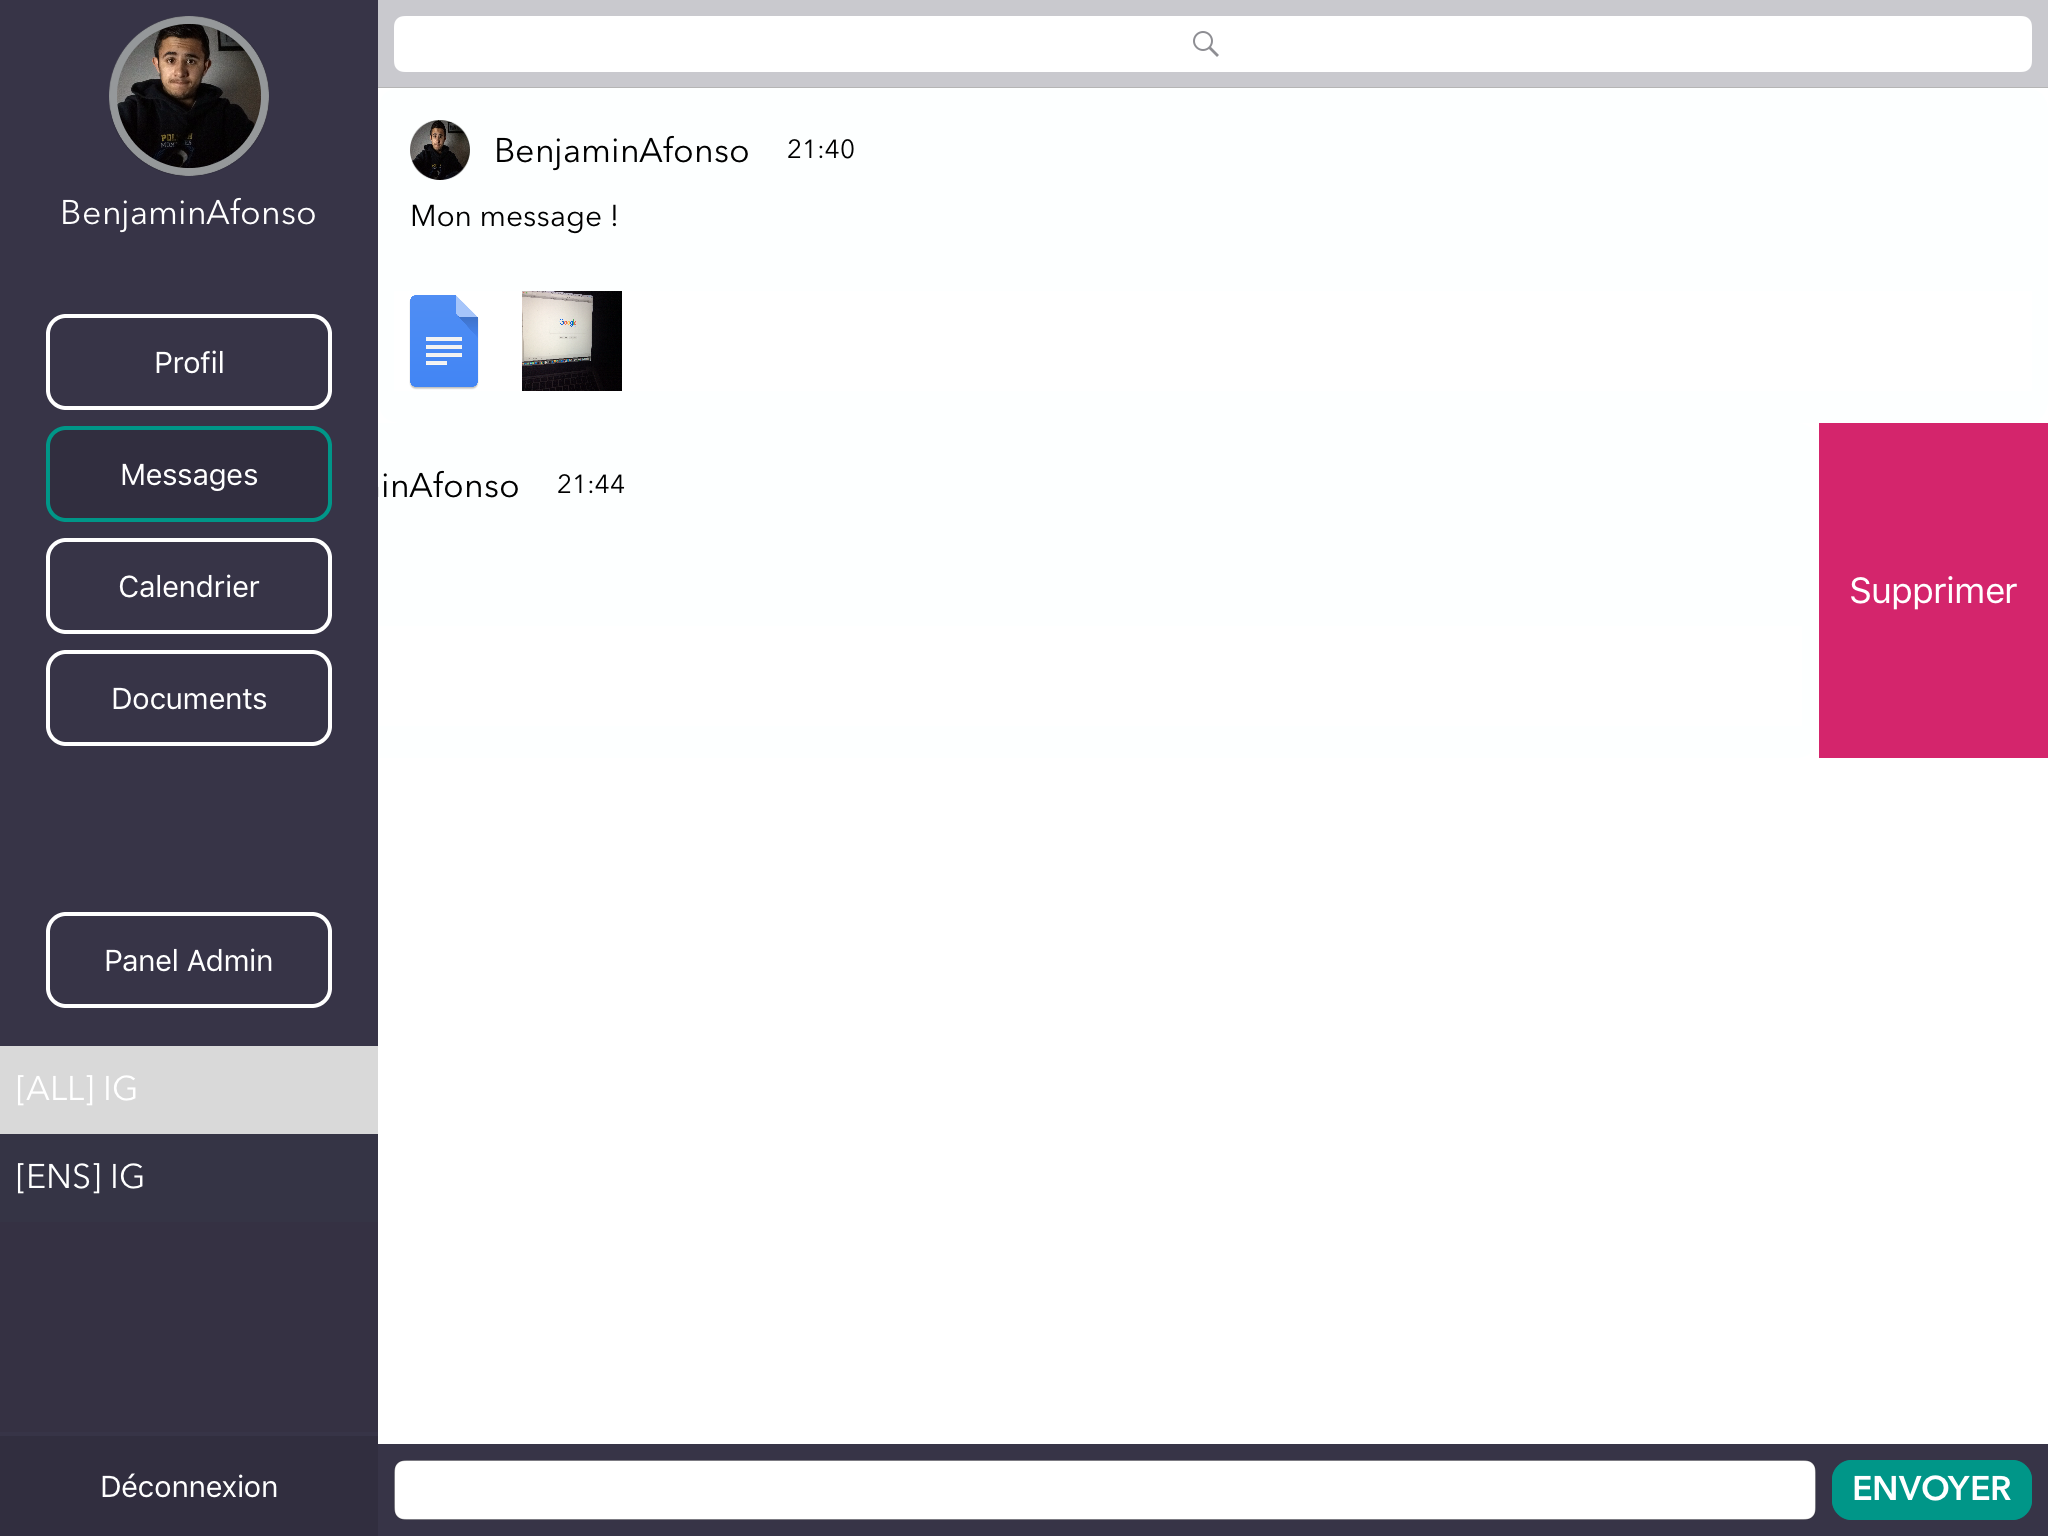 BenjaminAfonso
Profil
Messages
Calendrier
Documents
Panel Admin
[ALL] IG
[ENS] IG
Déconnexion
BenjaminAfonso 21:40
Mon message !
Google
inAfonso 21:44
Supprimer
ENVOYER